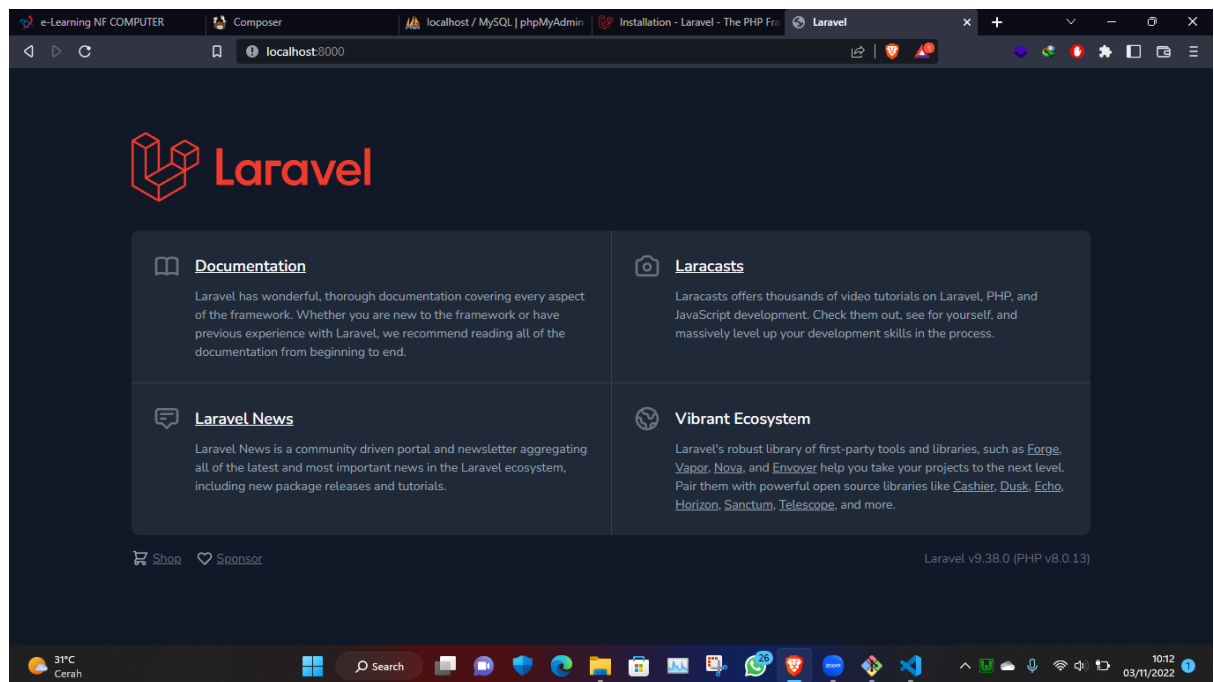 e-Learning NF COMPUTER
Composer
localhost / MySQL | phpMyAdmin
Installation - Laravel - The PHP Fra
Laravel
localhost:8000
1
Laravel
Documentation
Laravel has wonderful, thorough documentation covering every aspect
of the framework. Whether you are new to the framework or have
previous experience with Laravel, we recommend reading all of the
documentation from beginning to end.
Laracasts
Laracasts offers thousands of video tutorials on Laravel, PHP, and
JavaScript development. Check them out, see for yourself, and
massively level up your development skills in the process.
Laravel News
Laravel News is a community driven portal and newsletter aggregating
all of the latest and most important news in the Laravel ecosystem,
including new package releases and tutorials.
Vibrant Ecosystem
Laravel's robust library of first-party tools and libraries, such as Forge,
Vapor, Nova, and Envoyer help you take your projects to the next level.
Pair them with powerful open source libraries like Cashier, Dusk, Echo,
Horizon, Sanctum, Telescope, and more.
Shop
Sponsor
Laravel v9.38.0 (PHP v8.0.13)
31°C
Cerah
Search
26
zoom
10:12
03/11/2022
1